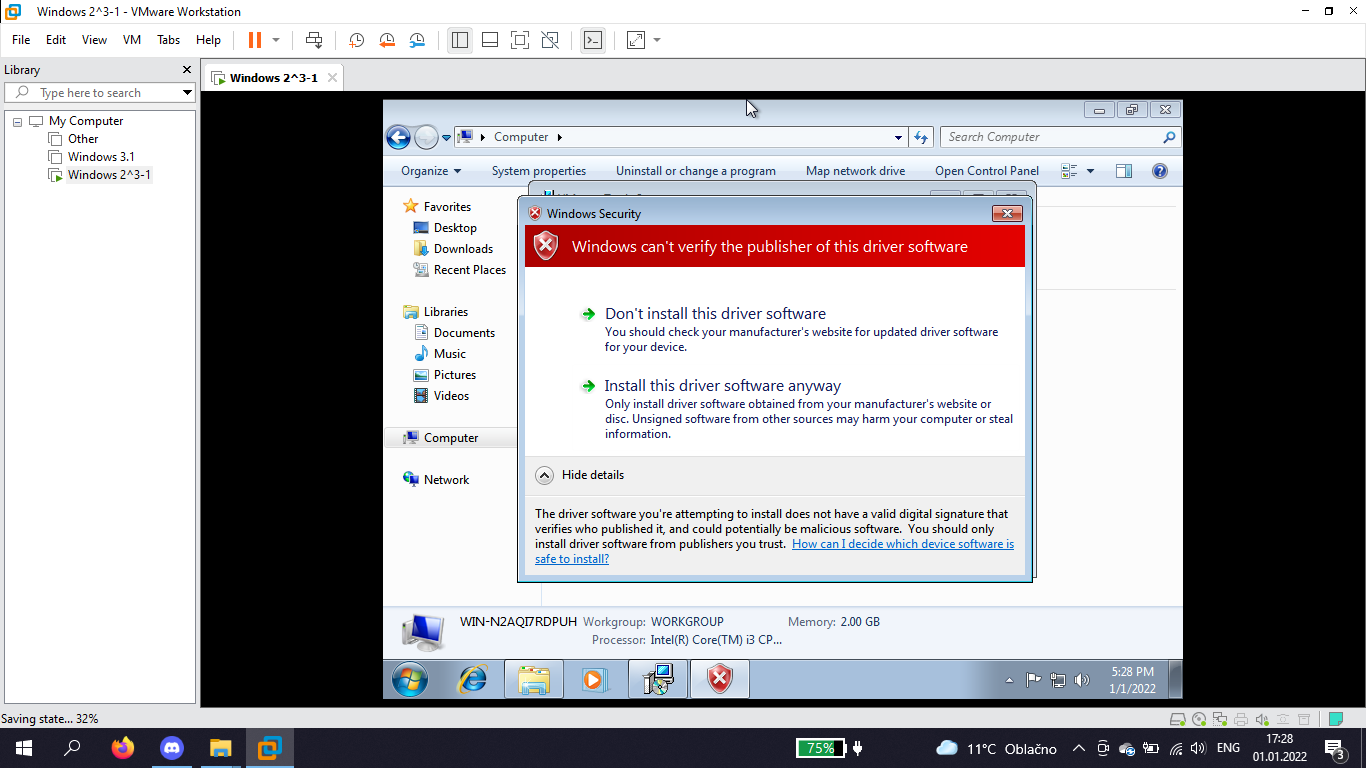 Windows 2^3-1 - VMware Workstation
File Edit View VM Tabs Help
Library
Windows 2^3-1
Type here to search
My Computer
Other
Windows 3.1
Windows 2^3-1
Computer
Search Computer
Organize System properties Uninstall or change a program Map network drive Open Control Panel
Favorites
Desktop
Downloads
Recent Places
Libraries
Documents
Music
Pictures
Videos
Computer
Network
Windows Security
Windows can't verify the publisher of this driver software
Don't install this driver software
You should check your manufacturer's website for updated driver software
for your device.
Install this driver software anyway
Only install driver software obtained from your manufacturer's website or
disc. Unsigned software from other sources may harm your computer or steal
information.
Hide details
The driver software you're attempting to install does not have a valid digital signature that
verifies who published it, and could potentially be malicious software. You should only
install driver software from publishers you trust. How can I decide which device software is
safe to install?
WIN-N2AQI7RDPUH Workgroup: WORKGROUP Memory: 2.00 GB
Processor: Intel(R) Core(TM) i3 CP...
5:28 PM
1/1/2022
Saving state... 32%
75%
11°C Oblačno
ENG
17:28
01.01.2022
3